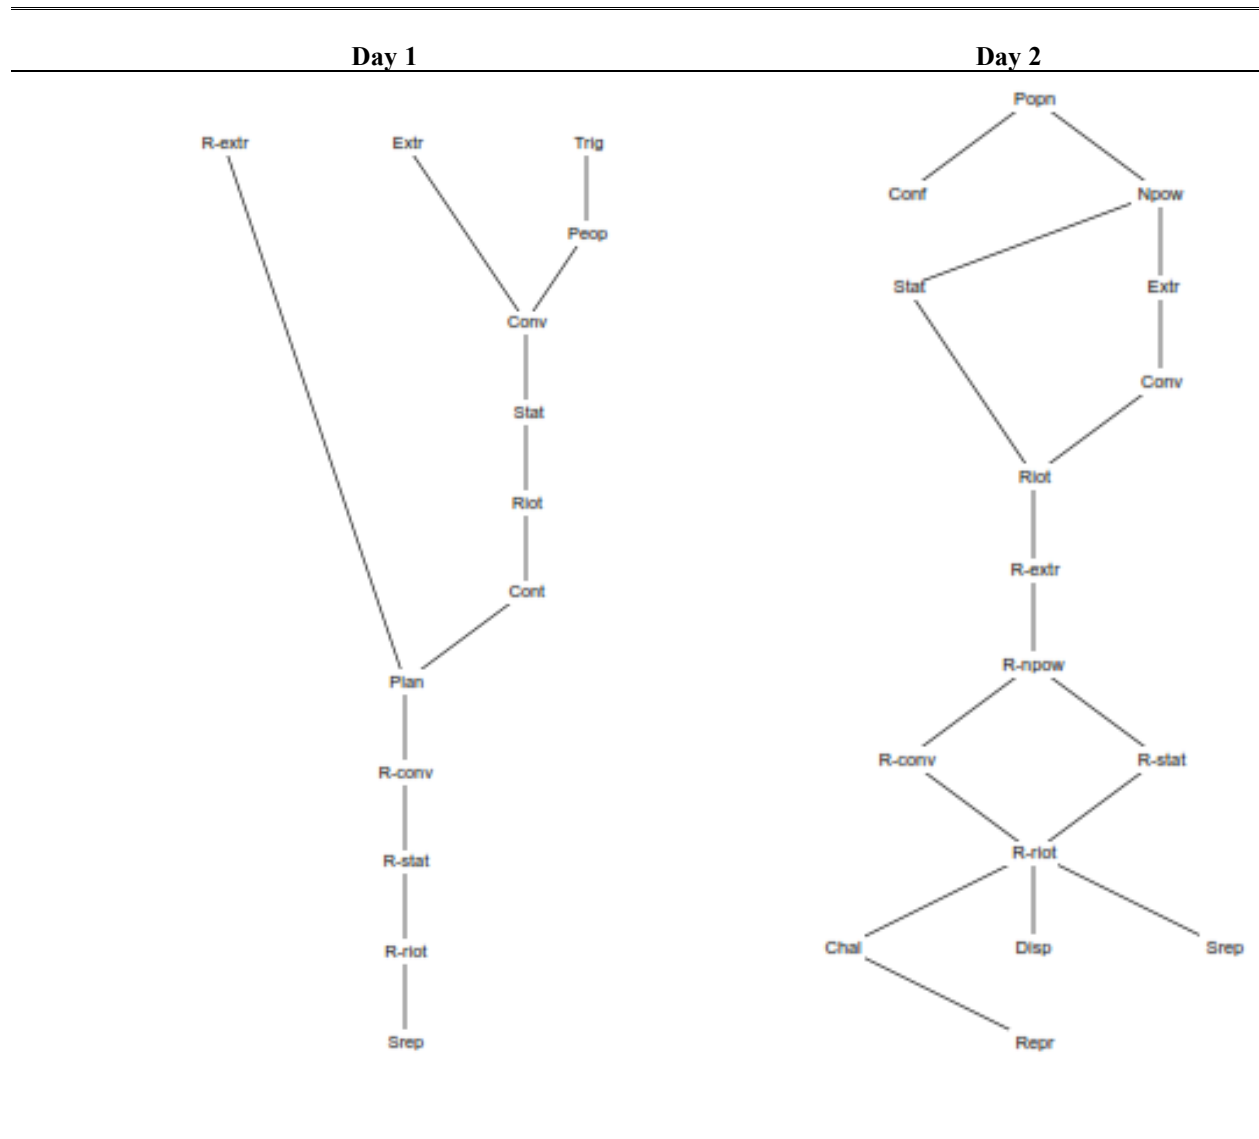 Day 1 Day 2
Popn
R-extr Extr Trig
Conf Npow
Peop
Stat Extr
Conv
Conv
Stat
Riot
Riot
R-extr
Cont
R-npow
Plan
R-conv R-stat
R-conv
R-riot
R-stat
Chal Disp Srep
R-riot
Srep Repr